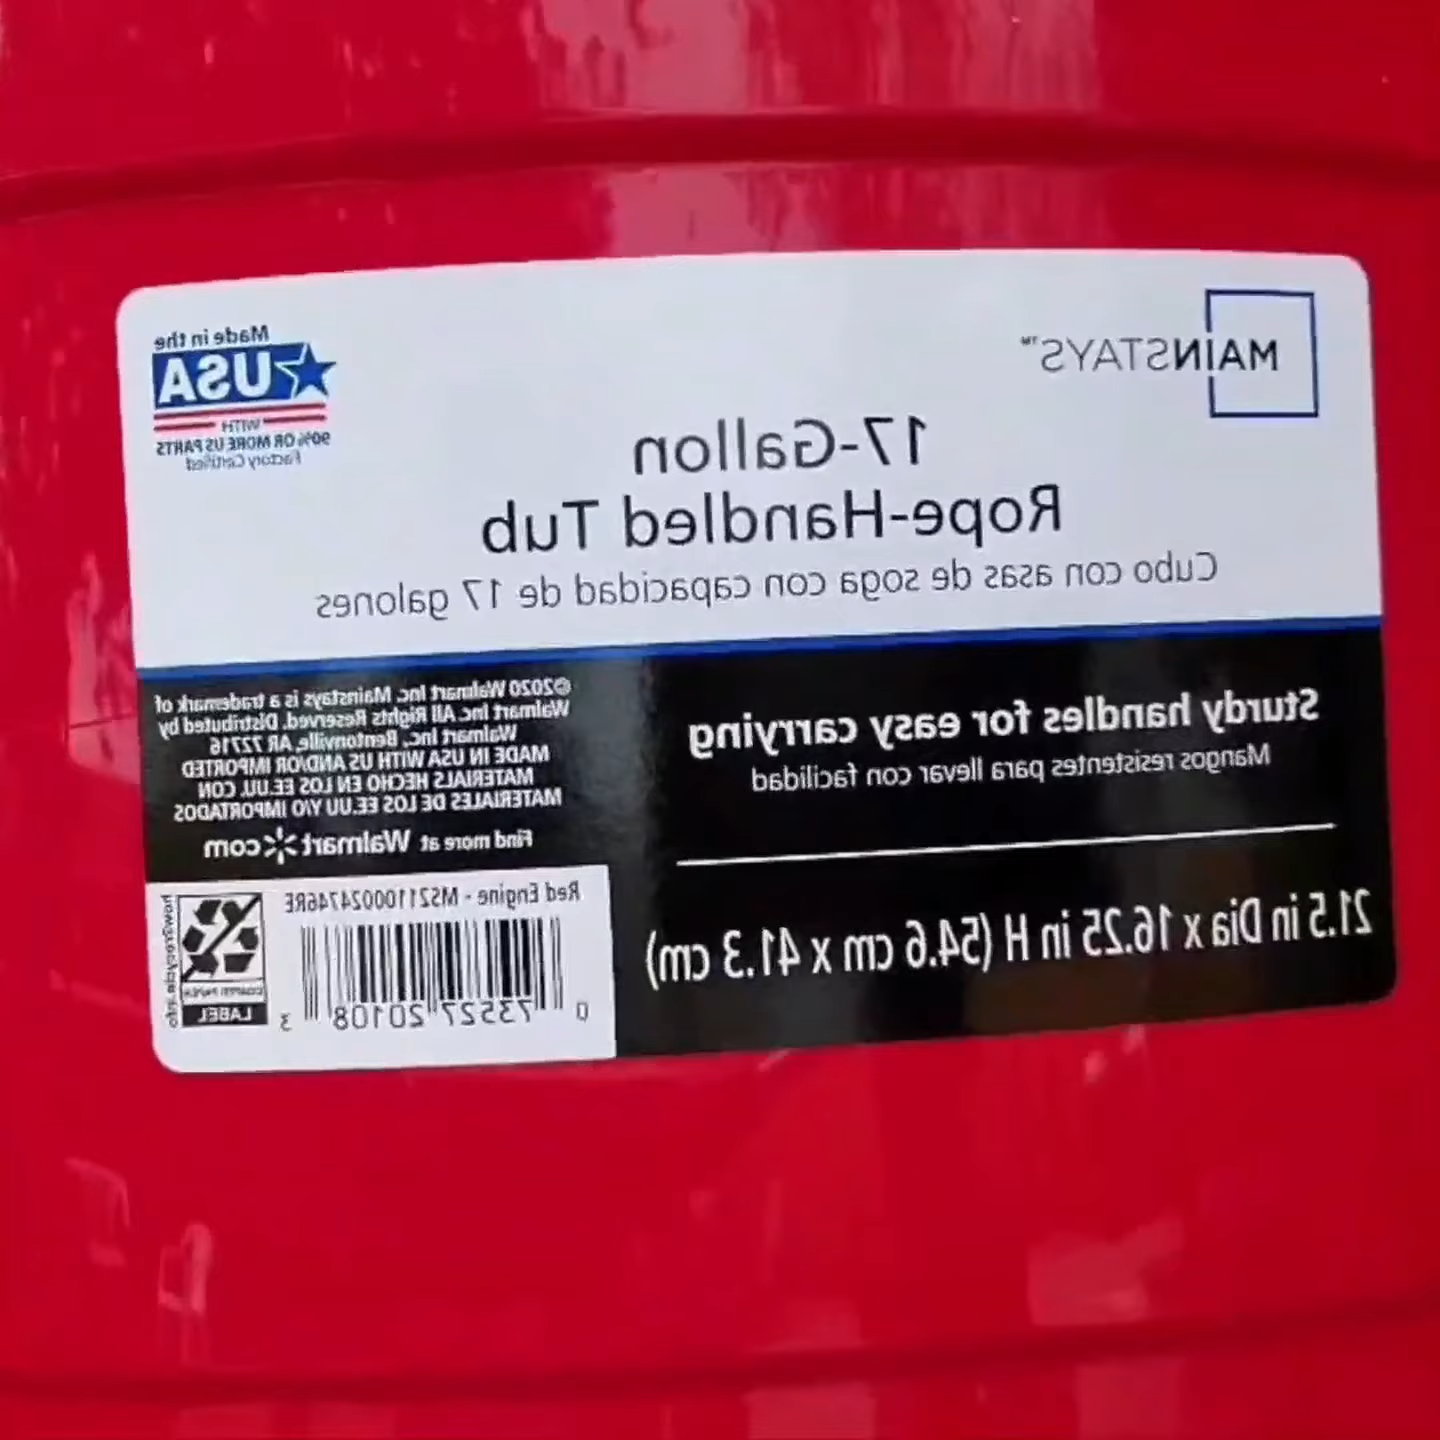 MAINSTAYS™
Made in the
USA
WITH
90% OR MORE US PARTS
Factory Certified
17-Gallon
Rope-Handled Tub
Cubo con asas de soga con capacidad de 17 galones
Sturdy handles for easy carrying
Mangos resistentes para llevar con facilidad
21.5 in Dia x 16.25 in H (54.6 cm x 41.3 cm)
©2020 Walmart Inc. Mainstays is a trademark of
Walmart Inc. All Rights Reserved. Distributed by
Walmart Inc., Bentonville, AR 72716
MADE IN USA WITH US AND/OR IMPORTED
MATERIALS HECHO EN LOS EE.UU. CON
MATERIALES DE LOS EE.UU Y/O IMPORTADOS
Find more at Walmart.com
Red Engine - MS21100024746RE
0 73527 20108 3
how2recycle.info
LABEL